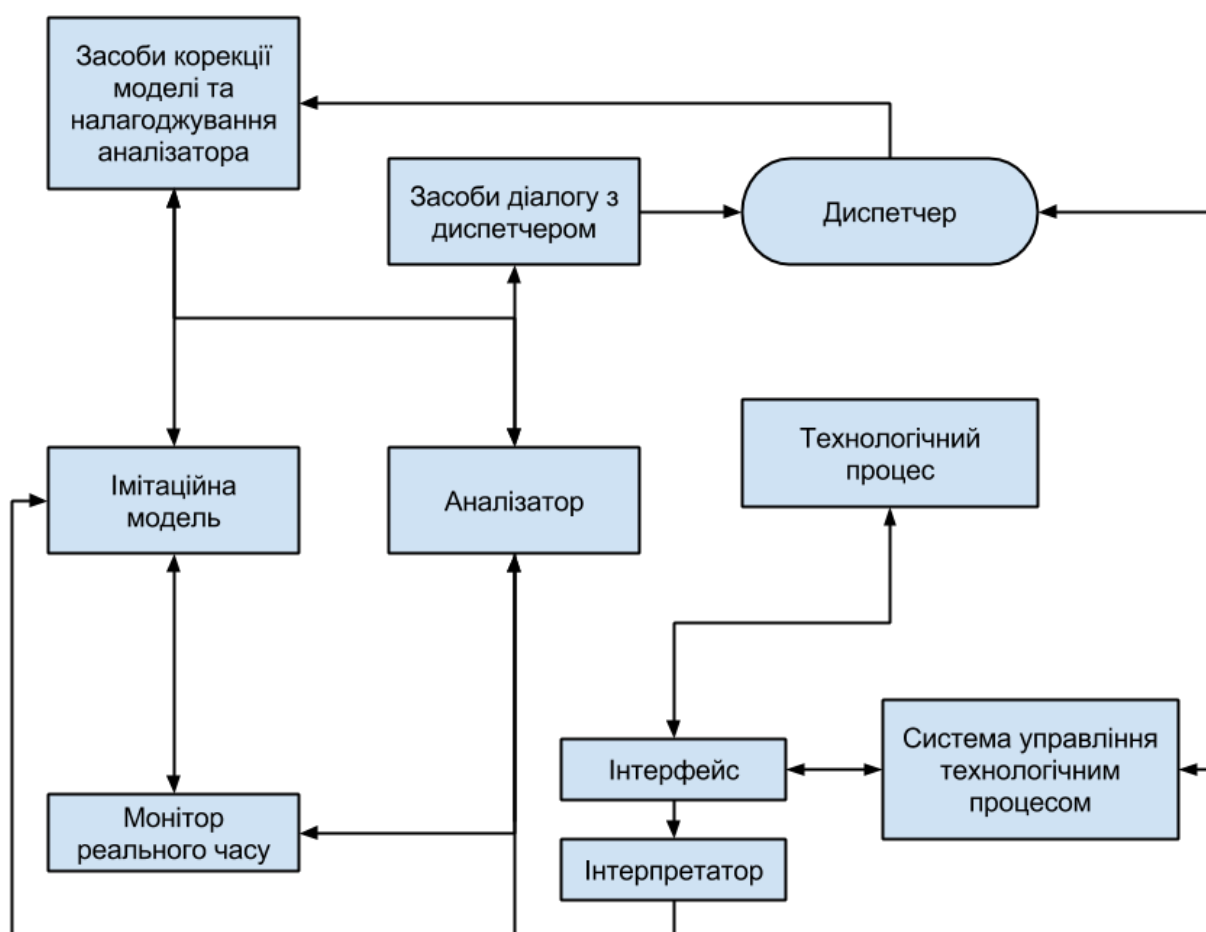 Засоби корекції
моделі та
налагоджування
аналізатора
Засоби діалогу з
диспетчером
Диспетчер
Технологічний
процес
Імітаційна
модель
Аналізатор
Система управління
технологічним
процесом
Інтерфейс
Монітор
реального часу
Інтерпретатор